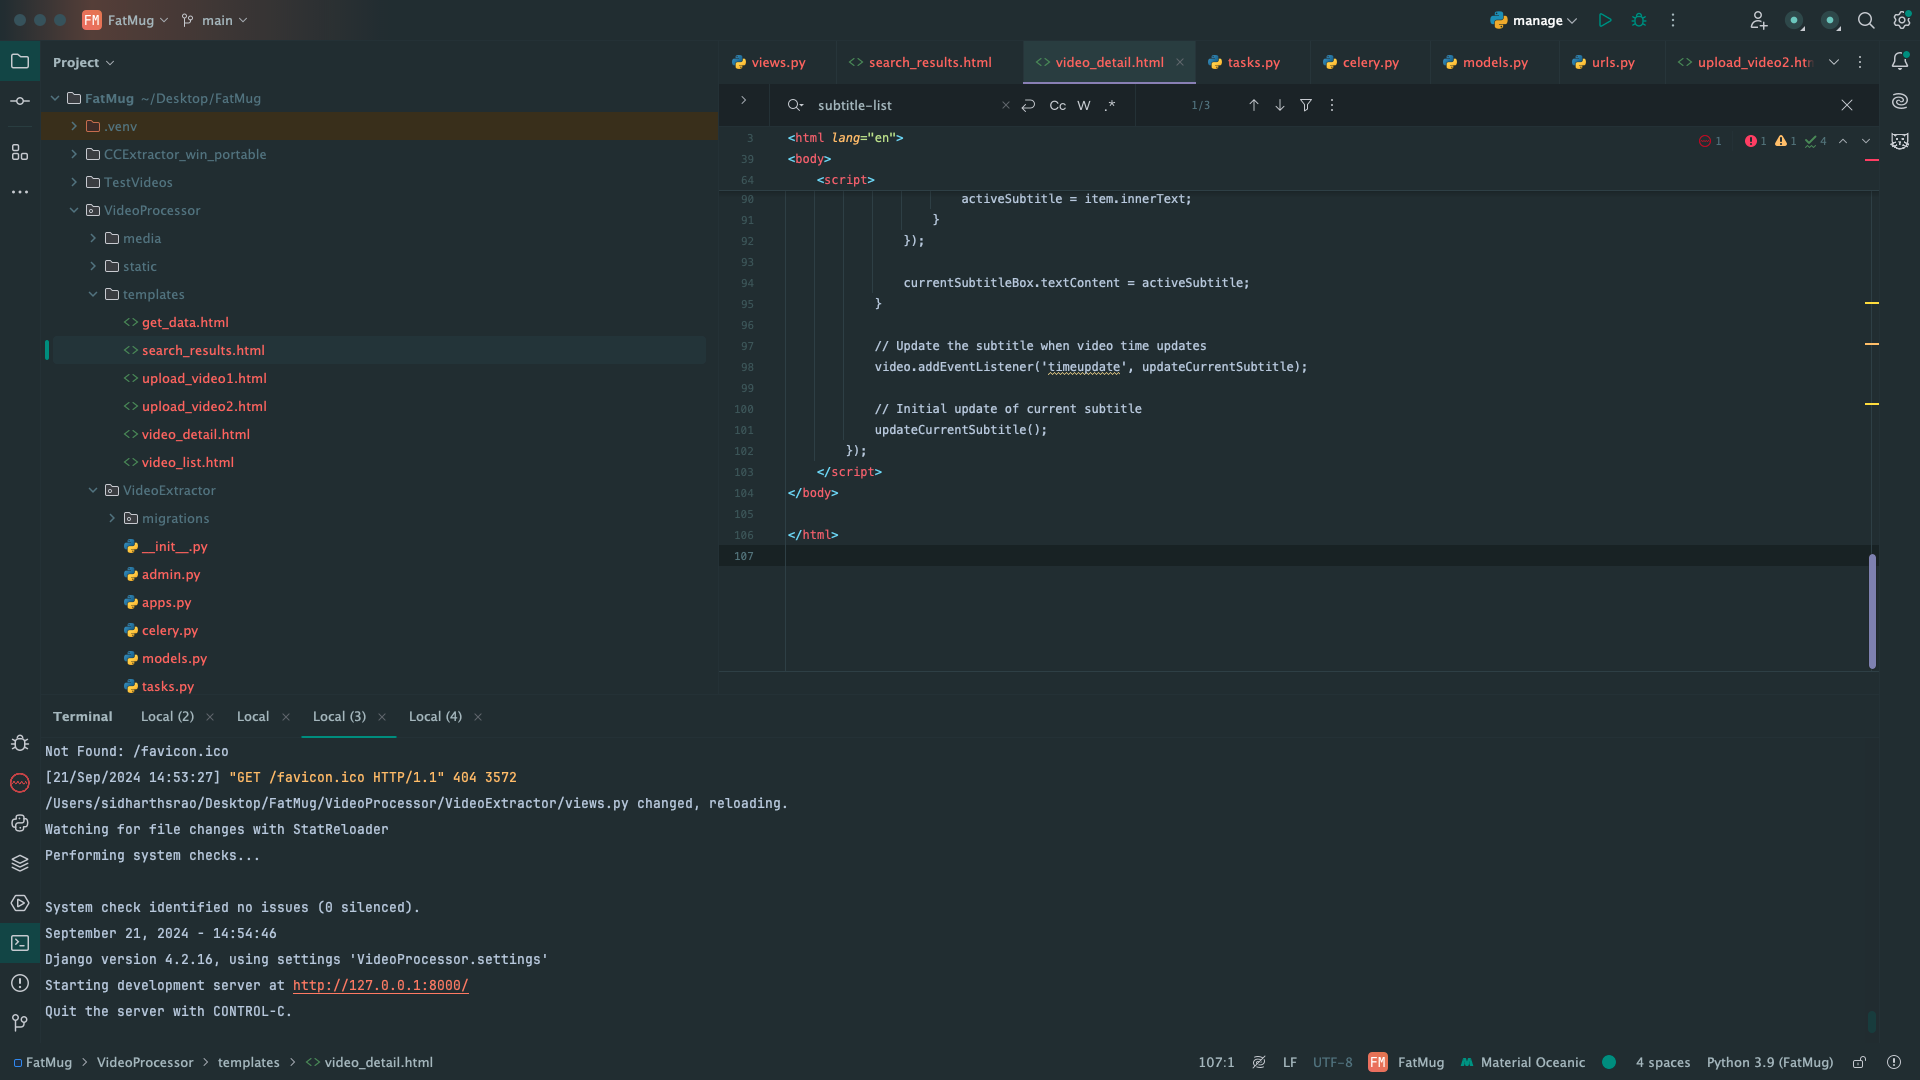 FM FatMug main manage
Project
FatMug ~/Desktop/FatMug
.venv
CCExtractor_win_portable
TestVideos
VideoProcessor
media
static
templates
<> get_data.html
<> search_results.html
<> upload_video1.html
<> upload_video2.html
<> video_detail.html
<> video_list.html
VideoExtractor
migrations
__init__.py
admin.py
apps.py
celery.py
models.py
tasks.py
views.py <> search_results.html <> video_detail.html tasks.py celery.py models.py urls.py <> upload_video2.htm
subtitle-list Cc W .* 1/3
1 1 1 4
3 <html lang="en">
39 <body>
64 <script>
90 activeSubtitle = item.innerText;
91 }
92 });
93
94 currentSubtitleBox.textContent = activeSubtitle;
95 }
96
97 // Update the subtitle when video time updates
98 video.addEventListener('timeupdate', updateCurrentSubtitle);
99
100 // Initial update of current subtitle
101 updateCurrentSubtitle();
102 });
103 </script>
104 </body>
105
106 </html>
107
Terminal Local (2) Local Local (3) Local (4)
Not Found: /favicon.ico
[21/Sep/2024 14:53:27] "GET /favicon.ico HTTP/1.1" 404 3572
/Users/sidharthsrao/Desktop/FatMug/VideoProcessor/VideoExtractor/views.py changed, reloading.
Watching for file changes with StatReloader
Performing system checks...
System check identified no issues (0 silenced).
September 21, 2024 - 14:54:46
Django version 4.2.16, using settings 'VideoProcessor.settings'
Starting development server at http://127.0.0.1:8000/
Quit the server with CONTROL-C.
FatMug > VideoProcessor > templates > <> video_detail.html 107:1 LF UTF-8 FM FatMug Material Oceanic 4 spaces Python 3.9 (FatMug)